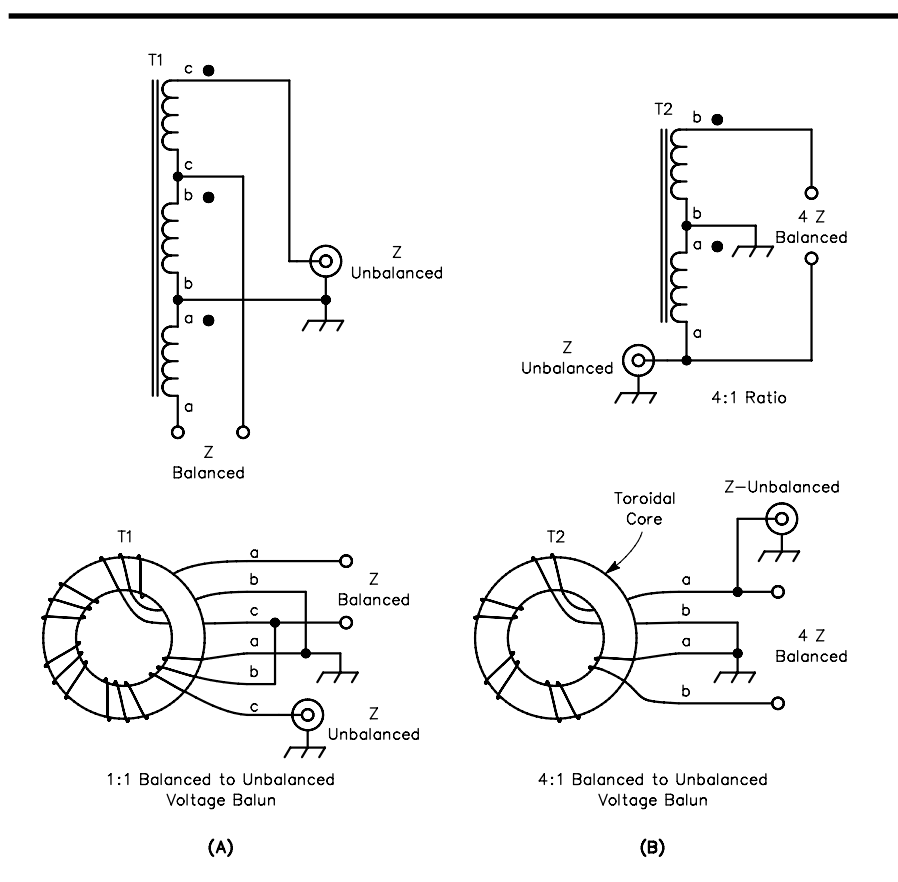 T1
c
c
b
b
a
a
Z
Unbalanced
Z
Balanced
T2
b
b
a
a
4 Z
Balanced
Z
Unbalanced
4:1 Ratio
T1
a
b
c
a
b
c
Z
Balanced
Z
Unbalanced
1:1 Balanced to Unbalanced
Voltage Balun
(A)
Toroidal
Core
Z-Unbalanced
T2
a
b
a
b
4 Z
Balanced
4:1 Balanced to Unbalanced
Voltage Balun
(B)